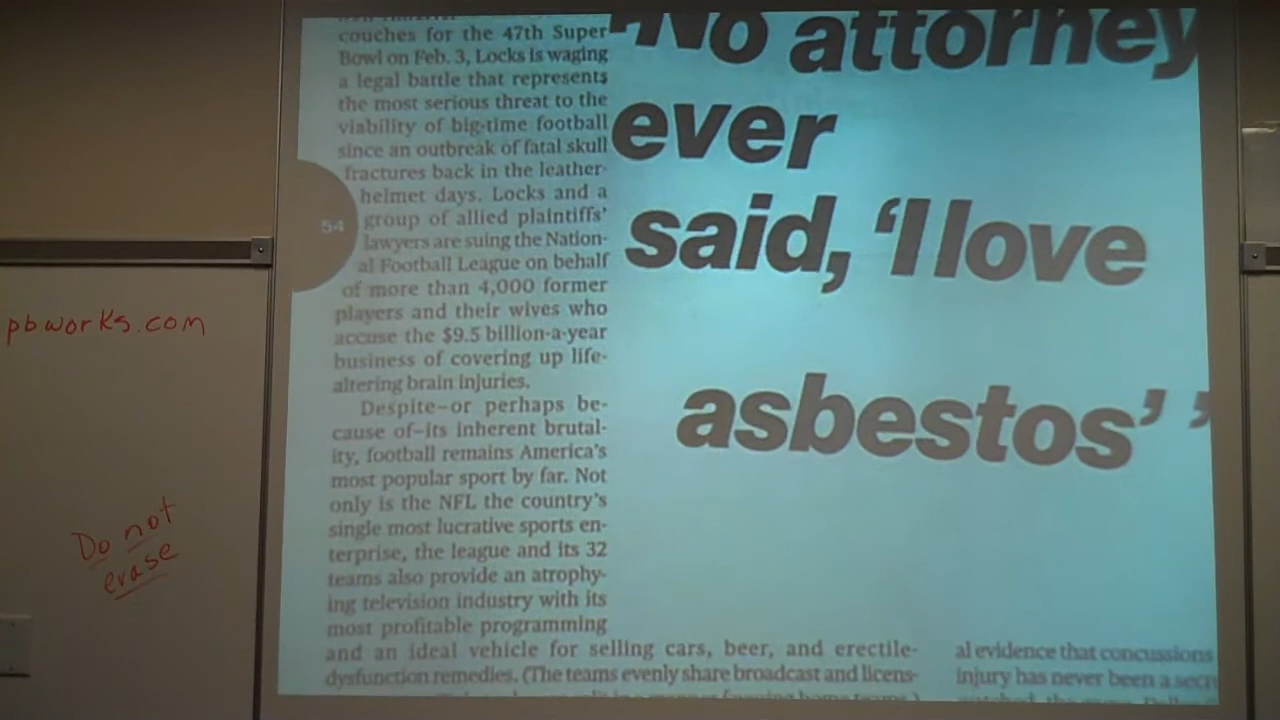 couches for the 47th Super
Bowl on Feb. 3, Locks is waging
a legal battle that represents
the most serious threat to the
viability of big-time football
since an outbreak of fatal skull
fractures back in the leather-
helmet days. Locks and a
group of allied plaintiffs'
lawyers are suing the Nation-
al Football League on behalf
of more than 4,000 former
players and their wives who
accuse the $9.5 billion-a-year
business of covering up life-
altering brain injuries.
Despite—or perhaps be-
cause of—its inherent brutal-
ity, football remains America's
most popular sport by far. Not
only is the NFL the country's
single most lucrative sports en-
terprise, the league and its 32
teams also provide an atrophy-
ing television industry with its
most profitable programming
and an ideal vehicle for selling cars, beer, and erectile-
dysfunction remedies. (The teams evenly share broadcast and licens-
54
"No attorney
ever
said, 'I love
asbestos' "
al evidence that concussions
injury has never been a
pbworks.com
Do not
erase